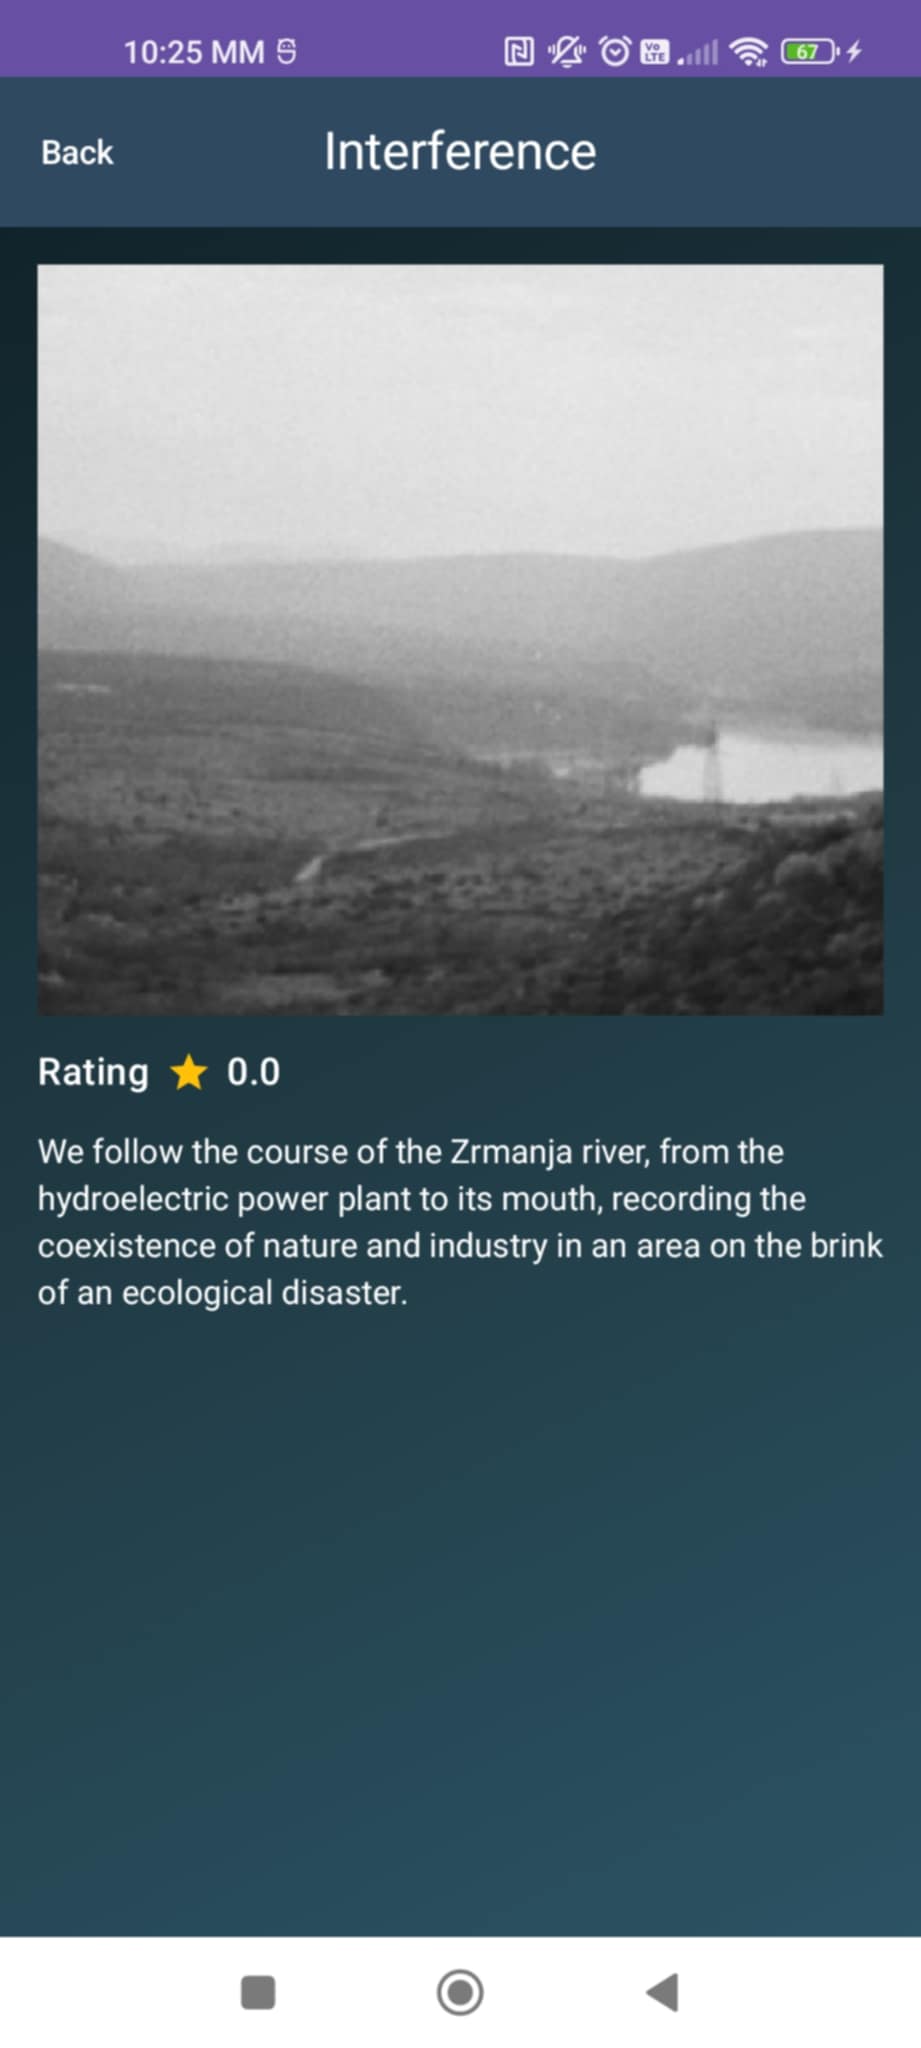 10:25 MM
VO
LTE
67
Back
Interference
Rating 0.0
We follow the course of the Zrmanja river, from the
hydroelectric power plant to its mouth, recording the
coexistence of nature and industry in an area on the brink
of an ecological disaster.